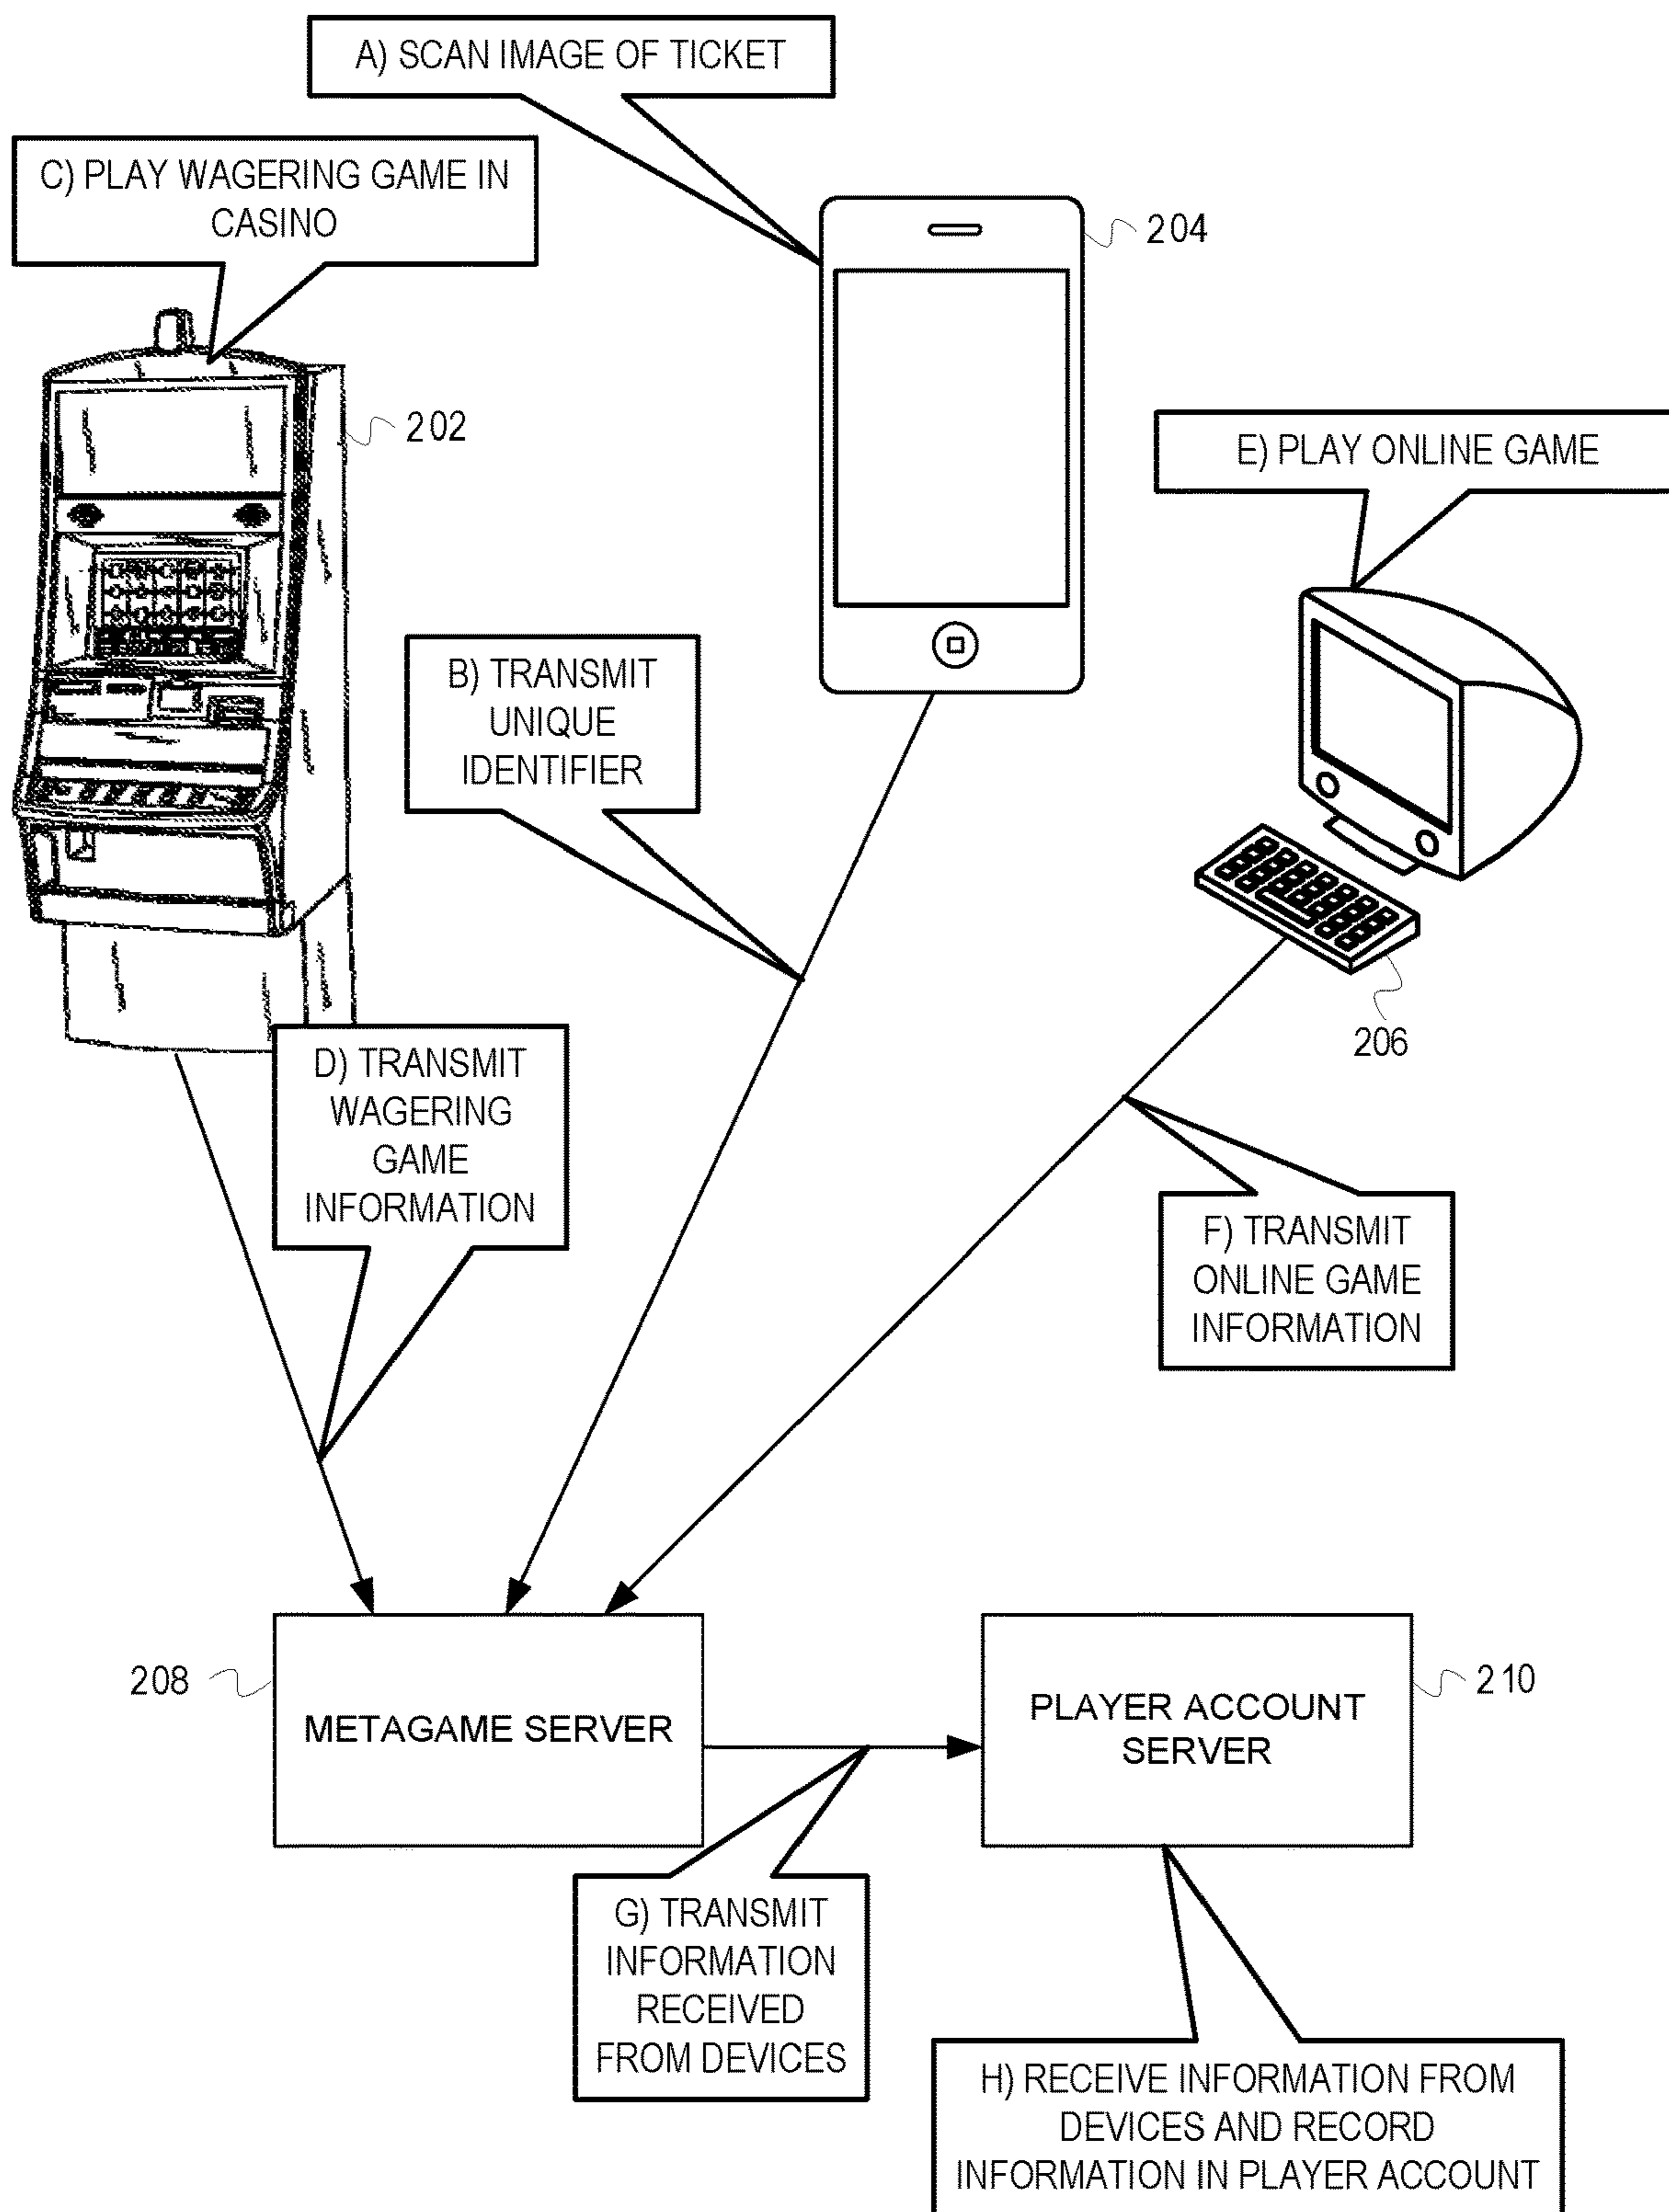 A) SCAN IMAGE OF TICKET
C) PLAY WAGERING GAME IN
CASINO
204
202
E) PLAY ONLINE GAME
B) TRANSMIT
UNIQUE
IDENTIFIER
206
D) TRANSMIT
WAGERING
GAME
INFORMATION
F) TRANSMIT
ONLINE GAME
INFORMATION
208
METAGAME SERVER
PLAYER ACCOUNT
SERVER
210
G) TRANSMIT
INFORMATION
RECEIVED
FROM DEVICES
H) RECEIVE INFORMATION FROM
DEVICES AND RECORD
INFORMATION IN PLAYER ACCOUNT